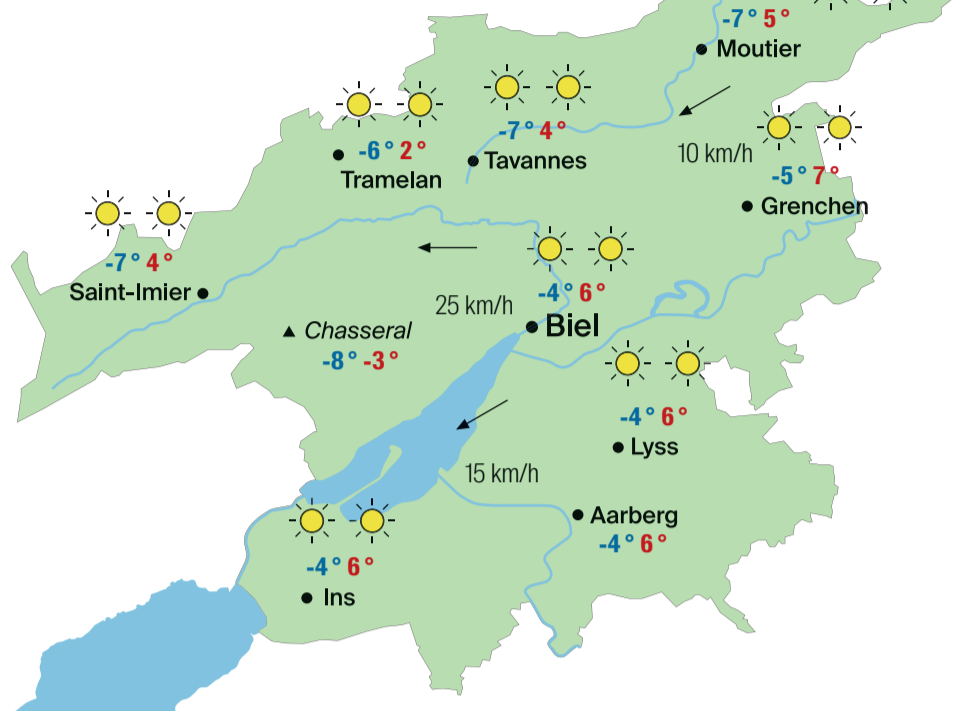 -7° 5°
Moutier
-7° 4°
Tavannes
-6° 2°
Tramelan
10 km/h
-5° 7°
Grenchen
-7° 4°
Saint-Imier
-4° 6°
25 km/h
Biel
Chasseral
-8° -3°
-4° 6°
Lyss
15 km/h
Aarberg
-4° 6°
-4° 6°
Ins